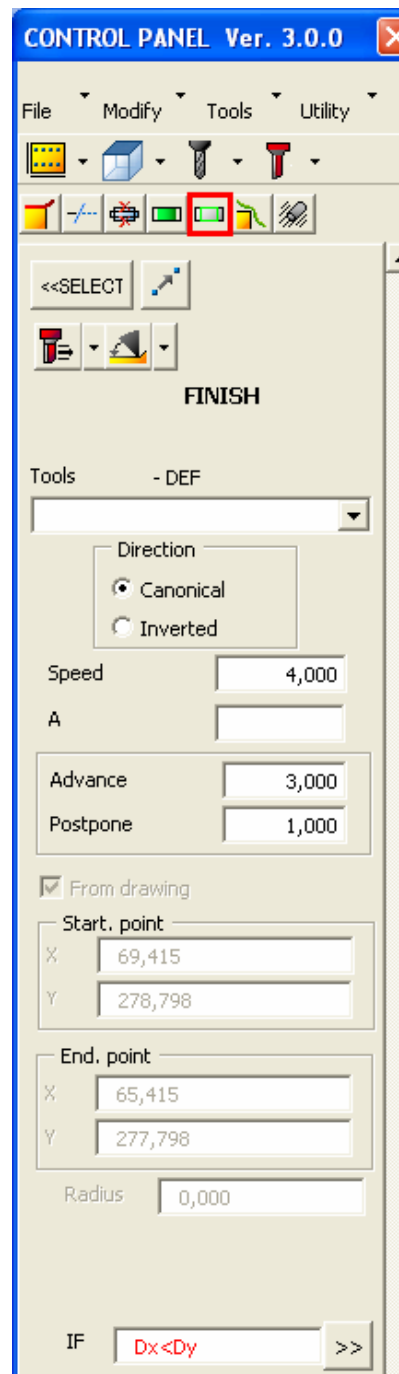 CONTROL PANEL Ver. 3.0.0
File Modify Tools Utility
<<SELECT
FINISH
Tools - DEF
Direction
Canonical
Inverted
Speed 4,000
A
Advance 3,000
Postpone 1,000
From drawing
Start. point
X 69,415
Y 278,798
End. point
X 65,415
Y 277,798
Radius 0,000
IF Dx<Dy >>